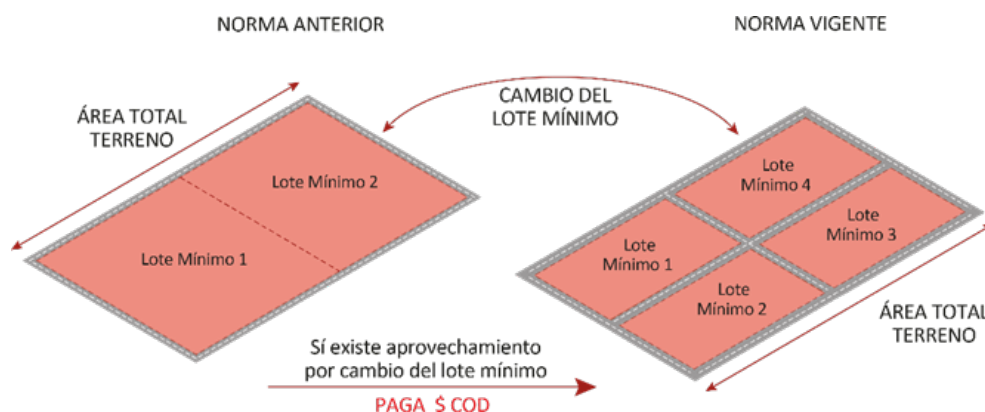 NORMA ANTERIOR
NORMA VIGENTE
ÁREA TOTAL
TERRENO
CAMBIO DEL
LOTE MÍNIMO
Lote Mínimo 2
Lote Mínimo 1
Lote
Mínimo 4
Lote
Mínimo 3
Lote
Mínimo 1
Lote
Mínimo 2
ÁREA TOTAL
TERRENO
Sí existe aprovechamiento
por cambio del lote mínimo
PAGA $ COD